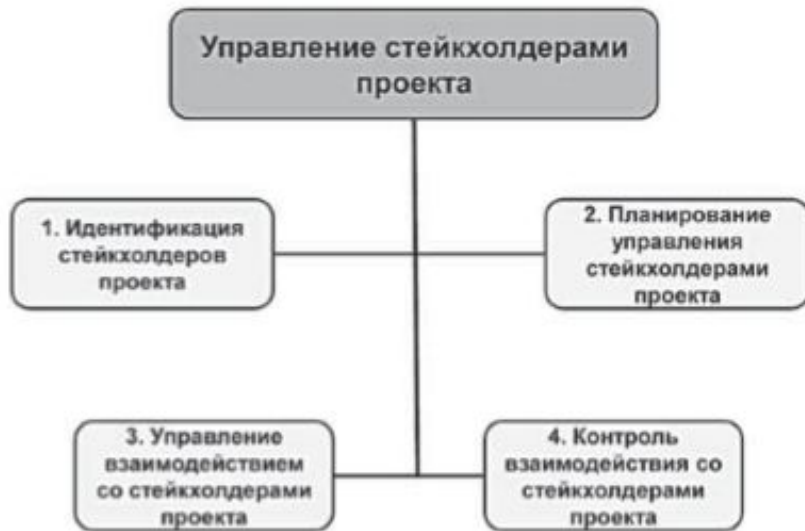 Управление стейкхолдерами
проекта
1. Идентификация
стейкхолдеров
проекта
2. Планирование
управления
стейкхолдерами
проекта
3. Управление
взаимодействием
со стейкхолдерами
проекта
4. Контроль
взаимодействия со
стейкхолдерами
проекта